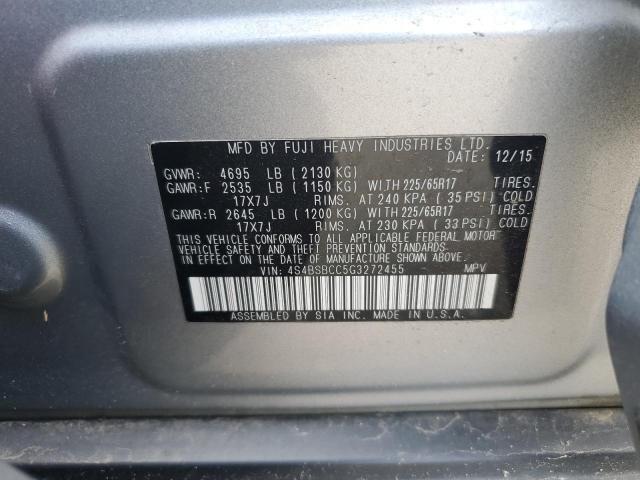 MFD BY FUJI HEAVY INDUSTRIES LTD.
DATE: 12/15
GVWR: 4695 LB (2130 KG)
GAWR:F 2535 LB (1150 KG) WITH 225/65R17 TIRES.
17X7J RIMS. AT 240 KPA (35 PSI) COLD
GAWR:R 2645 LB (1200 KG) WITH 225/65R17 TIRES.
17X7J RIMS. AT 230 KPA (33 PSI) COLD
THIS VEHICLE CONFORMS TO ALL APPLICABLE FEDERAL MOTOR
VEHICLE SAFETY AND THEFT PREVENTION STANDARDS
IN EFFECT ON THE DATE OF MANUFACTURE SHOWN ABOVE.
VIN: 4S4BSBCC5G3272455 MPV
ASSEMBLED BY SIA INC. MADE IN U.S.A.